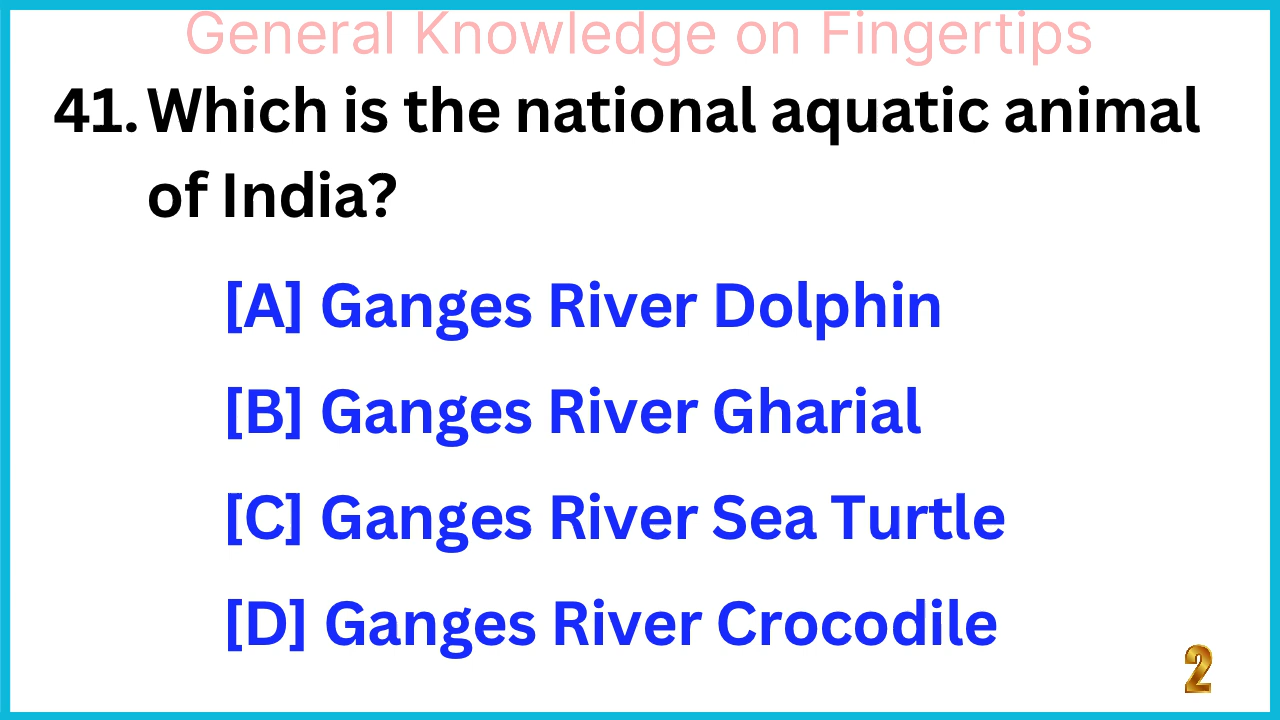 General Knowledge on Fingertips
41. Which is the national aquatic animal
of India?
[A] Ganges River Dolphin
[B] Ganges River Gharial
[C] Ganges River Sea Turtle
[D] Ganges River Crocodile
2